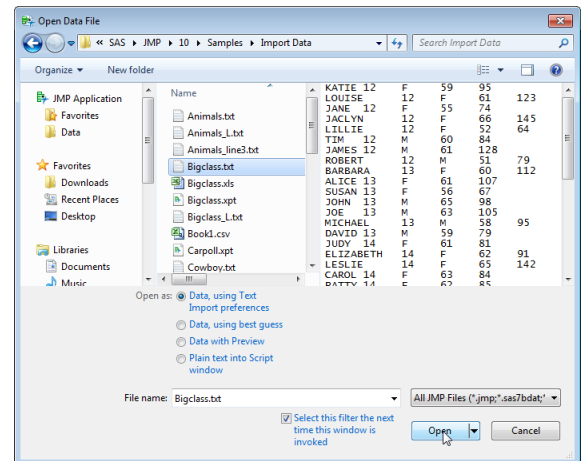 Open Data File
« SAS ▸ JMP ▸ 10 ▸ Samples ▸ Import Data
Search Import Data
Organize
New folder
JMP Application
Favorites
Data
Favorites
Downloads
Recent Places
Desktop
Libraries
Documents
Music
Name
Animals.txt
Animals_L.txt
Animals_line3.txt
Bigclass.txt
Bigclass.xls
Bigclass.xpt
Bigclass_L.txt
Book1.csv
Carpoll.xpt
Cowboy.txt
KATIE 12 F 59 95
LOUISE 12 F 61 123
JANE 12 F 55 74
JACLYN 12 F 66 145
LILLIE 12 F 52 64
TIM 12 M 60 84
JAMES 12 M 61 128
ROBERT 12 M 51 79
BARBARA 13 F 60 112
ALICE 13 F 61 107
SUSAN 13 F 56 67
JOHN 13 M 65 98
JOE 13 M 63 105
MICHAEL 13 M 58 95
DAVID 13 M 59 79
JUDY 14 F 61 81
ELIZABETH 14 F 62 91
LESLIE 14 F 65 142
CAROL 14 F 63 84
PATTY 14 F 62 85
Open as:
Data, using Text
Import preferences
Data, using best guess
Data with Preview
Plain text into Script
window
File name: Bigclass.txt
All JMP Files (*.jmp;*.sas7bdat;*
Select this filter the next
time this window is
invoked
Open
Cancel